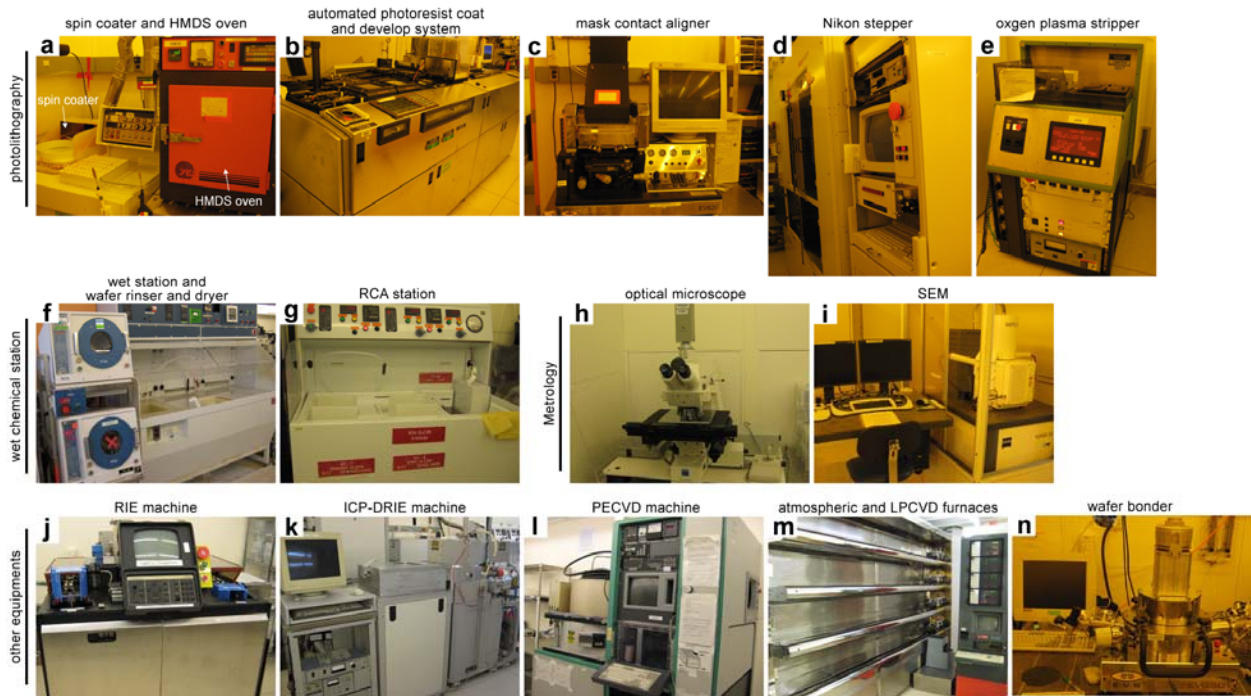 spin coater and HMDS oven
automated photoresist coat
and develop system
mask contact aligner
Nikon stepper
oxgen plasma stripper
a
b
c
d
e
photolithography
spin coater
HMDS oven
wet station and
wafer rinser and dryer
RCA station
optical microscope
SEM
f
g
h
i
wet chemical station
Metrology
RIE machine
ICP-DRIE machine
PECVD machine
atmospheric and LPCVD furnaces
wafer bonder
j
k
l
m
n
other equipments